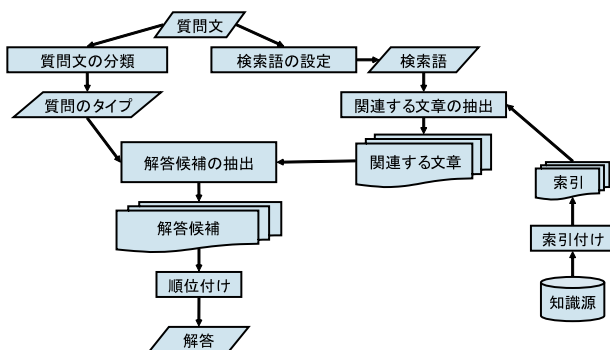 質問文
質問文の分類
検索語の設定
検索語
質問のタイプ
関連する文章の抽出
解答候補の抽出
関連する文章
索引
解答候補
索引付け
順位付け
知識源
解答